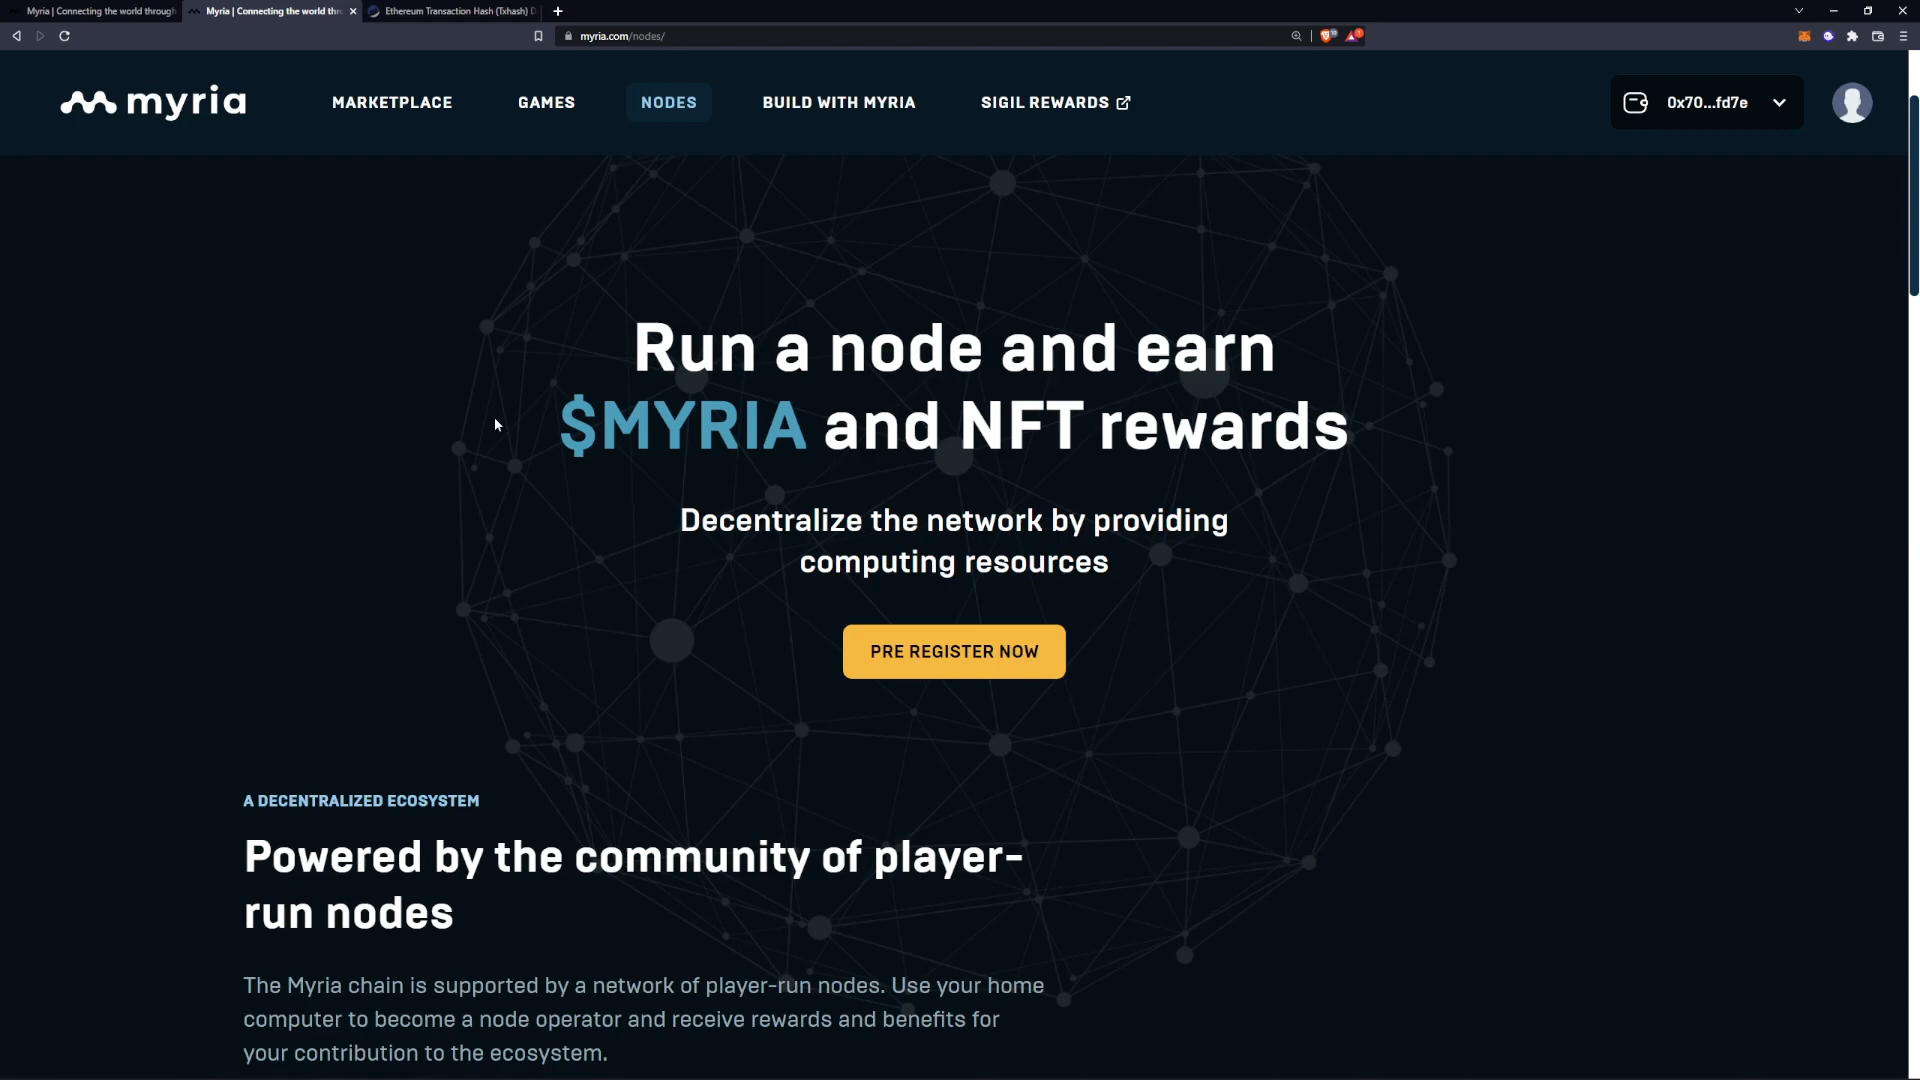 Myria | Connecting the world through
Myria | Connecting the world thr
Ethereum Transaction Hash (Txhash) D
myria.com/nodes/
myria
MARKETPLACE
GAMES
NODES
BUILD WITH MYRIA
SIGIL REWARDS
0x70...fd7e
Run a node and earn
$MYRIA and NFT rewards
Decentralize the network by providing
computing resources
PRE REGISTER NOW
A DECENTRALIZED ECOSYSTEM
Powered by the community of player-
run nodes
The Myria chain is supported by a network of player-run nodes. Use your home
computer to become a node operator and receive rewards and benefits for
your contribution to the ecosystem.